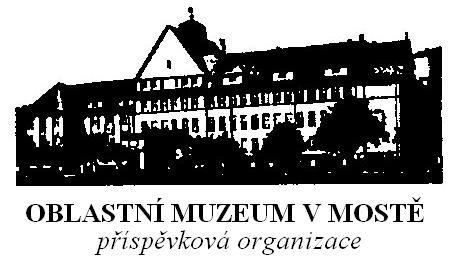 OBLASTNÍ MUZEUM V MOSTĚ
příspěvková organizace